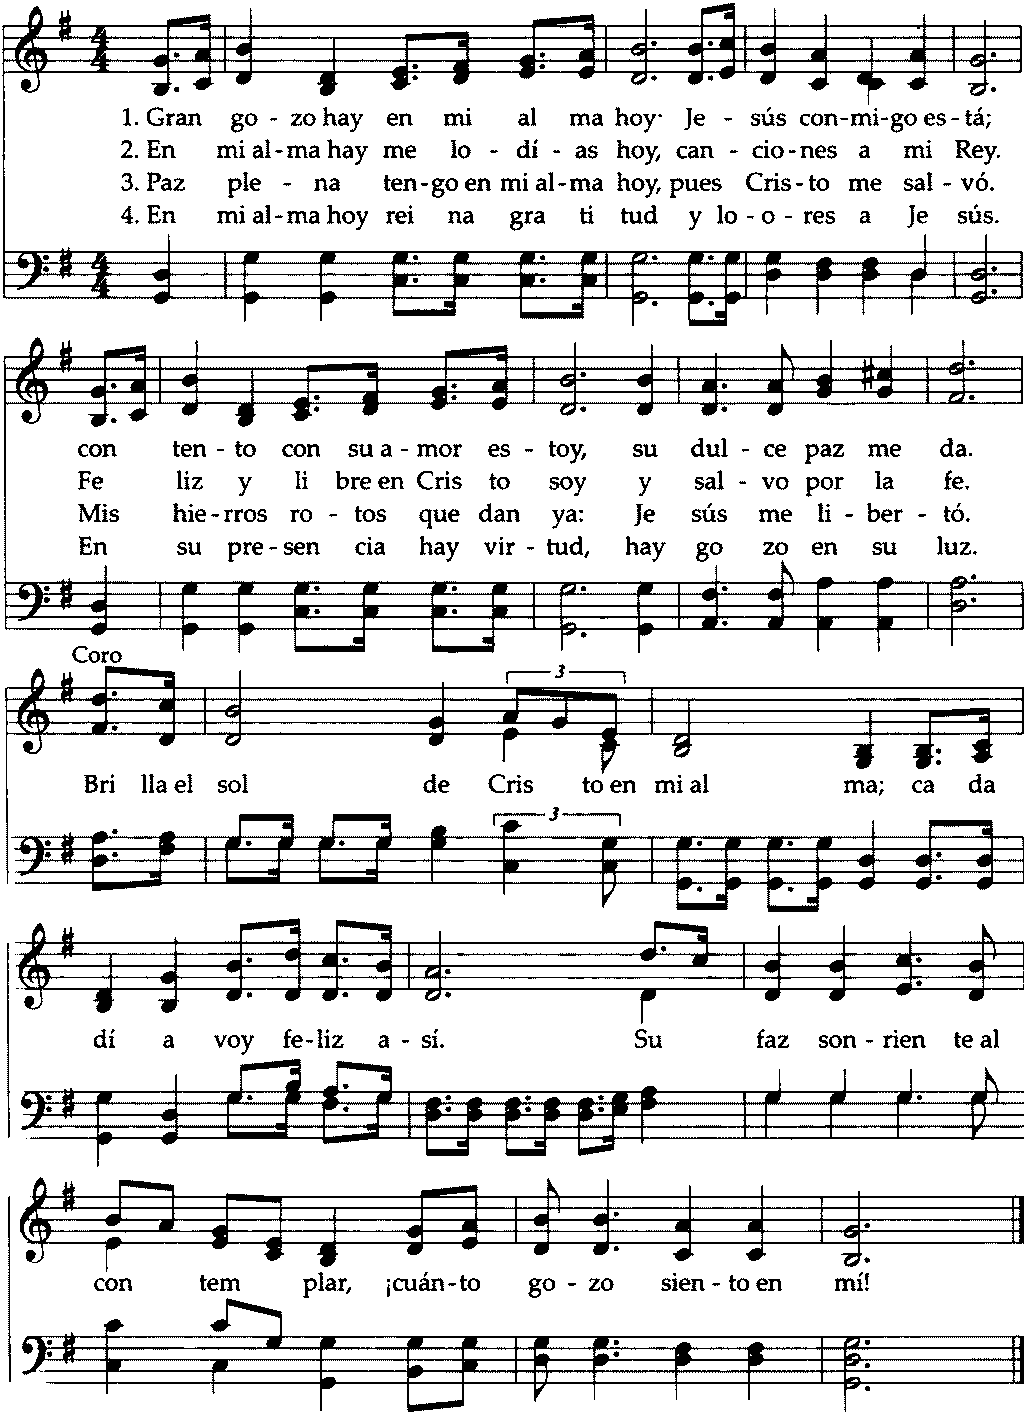 1. Gran go - zo hay en mi al ma hoy· Je - sús con-mi-go es-tá;
2. En mi al-ma hay me lo - dí - as hoy, can - cio-nes a mi Rey.
3. Paz ple - na ten-go en mi al-ma hoy, pues Cris-to me sal-vó.
4. En mi al-ma hoy rei na gra ti tud y lo-o-res a Je sús.
con ten - to con su a - mor es - toy, su dul - ce paz me da.
Fe liz y li bre en Cris to soy y sal - vo por la fe.
Mis hie-rros ro - tos que dan ya: Je sús me li - ber - tó.
En su pre-sen cia hay vir - tud, hay go zo en su luz.
Coro
3
Bri lla el sol de Cris to en mi al ma; ca da
3
dí a voy fe-liz a - sí. Su faz son - rien te al
con tem plar, ¡cuán-to go - zo sien-to en mí!